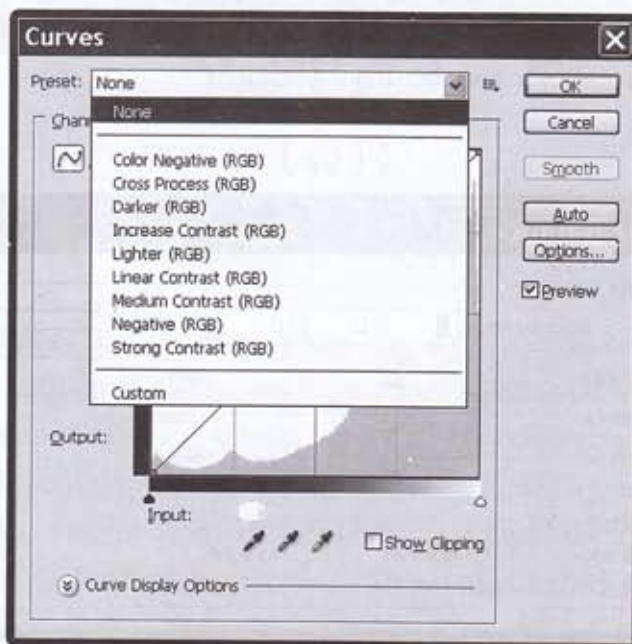 Curves
Preset: None
OK
None
Chan
Cancel
Color Negative (RGB)
Smooth
Cross Process (RGB)
Darker (RGB)
Auto
Increase Contrast (RGB)
Lighter (RGB)
Options...
Linear Contrast (RGB)
Preview
Medium Contrast (RGB)
Negative (RGB)
Strong Contrast (RGB)
Custom
Output:
Input:
Show Clipping
Curve Display Options